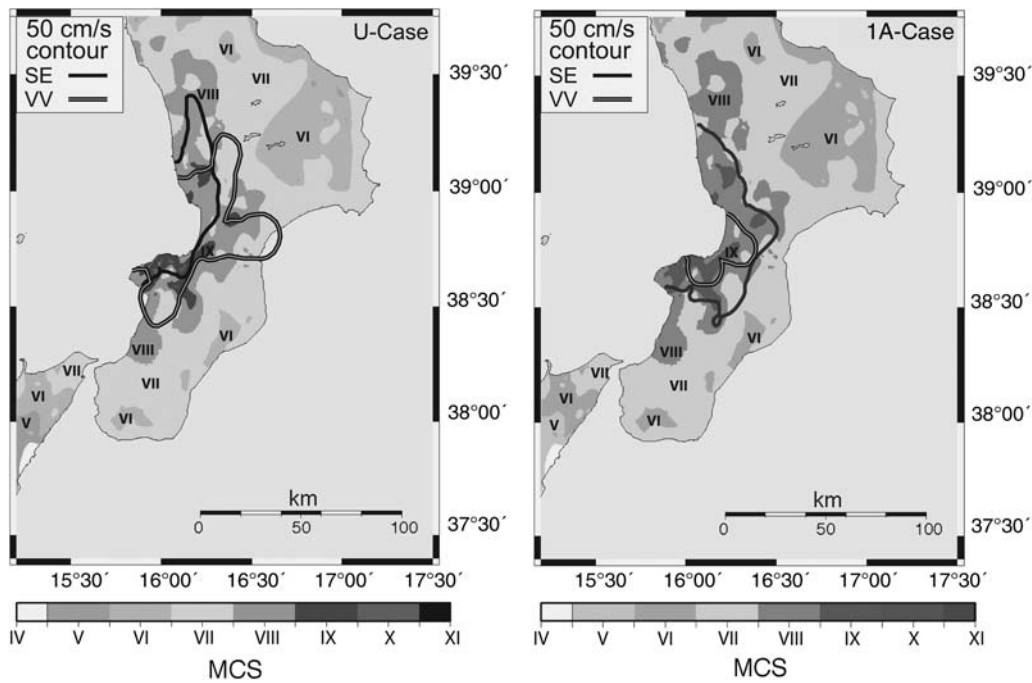 50 cm/s
contour
SE
VV
U-Case
VI
VII
VIII
VI
IX
VI
VIII
VII
VII
VI
V
VI
39°30´
39°00´
38°30´
38°00´
37°30´
km
0 50 100
15°30´ 16°00´ 16°30´ 17°00´ 17°30´
IV V VI VII VIII IX X XI
MCS
50 cm/s
contour
SE
VV
1A-Case
VI
VII
VIII
VI
IX
VI
VIII
VII
VII
VI
V
VI
39°30´
39°00´
38°30´
38°00´
37°30´
km
0 50 100
15°30´ 16°00´ 16°30´ 17°00´ 17°30´
IV V VI VII VIII IX X XI
MCS